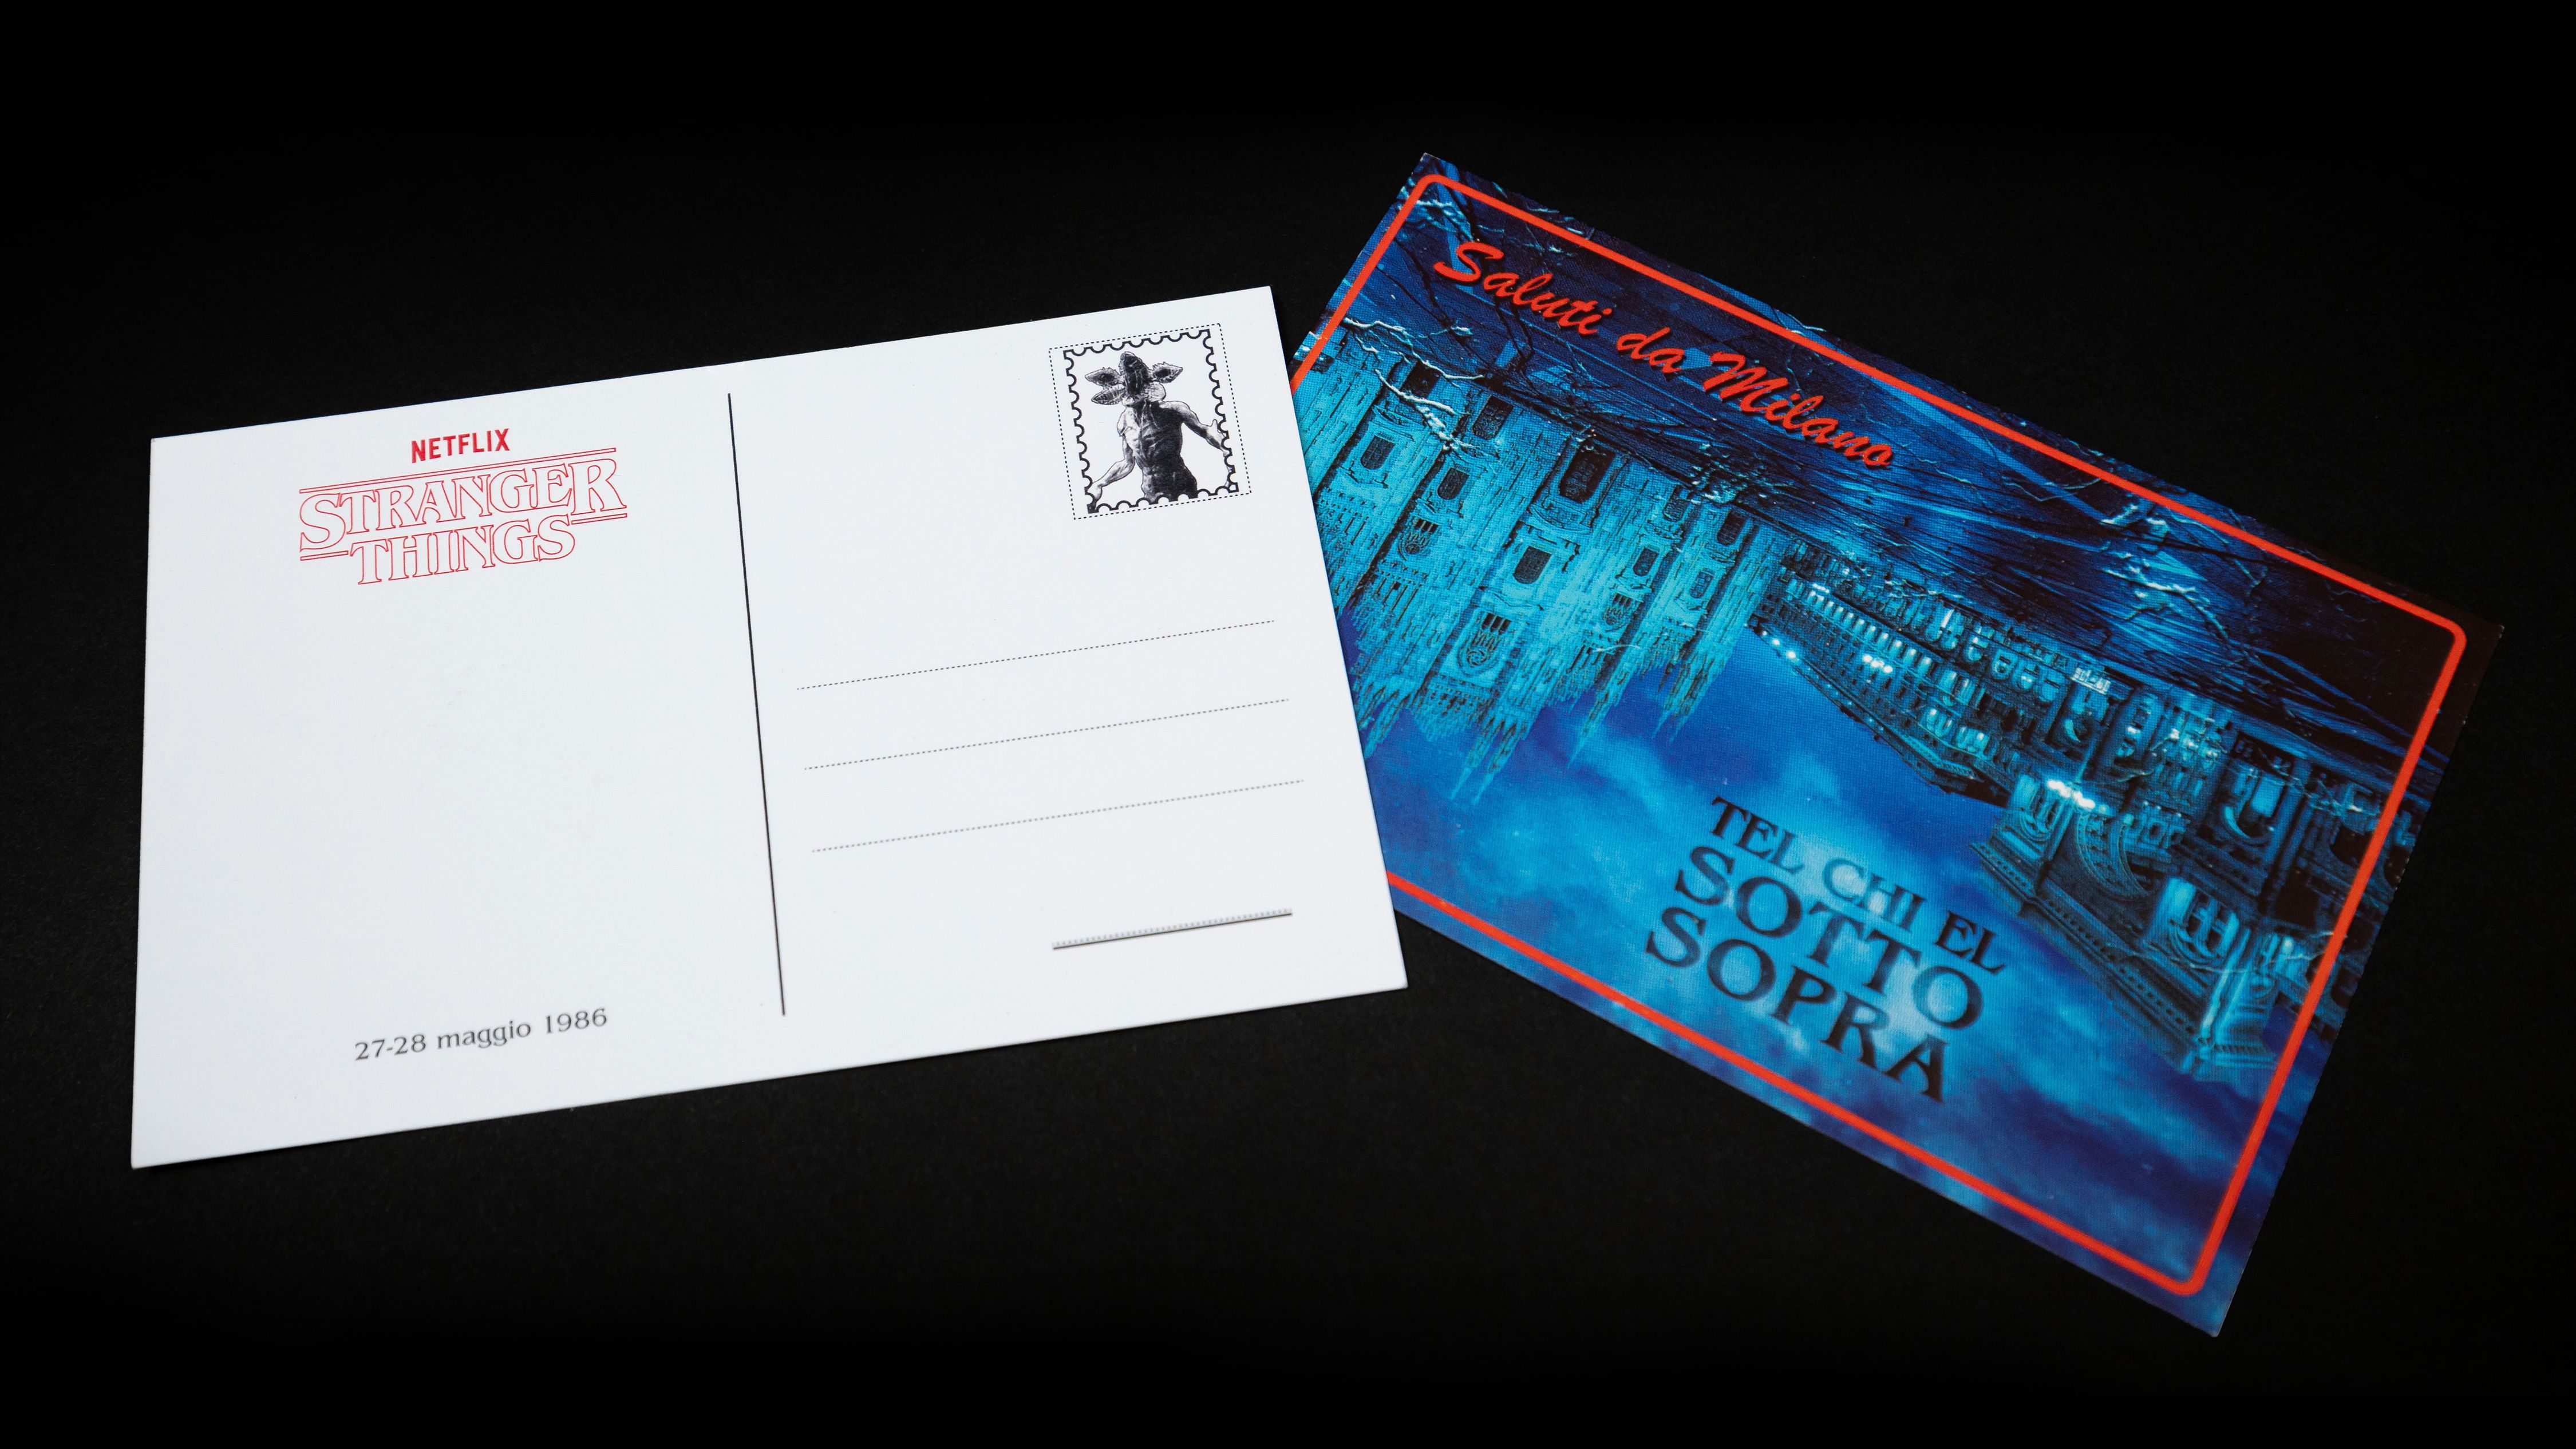 NETFLIX
STRANGER
THINGS
27-28 maggio 1986
Saluti da Milano
TEL CHI EL
SOTTO
SOPRA